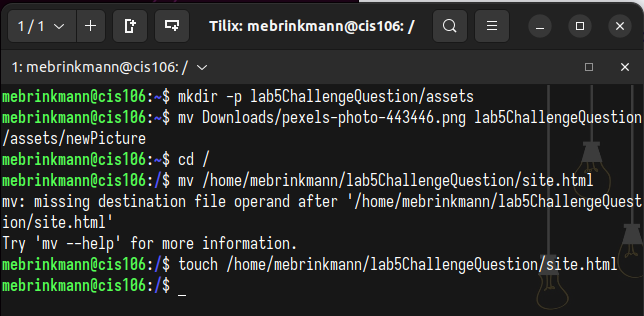 1 / 1
Tilix: mebrinkmann@cis106: /
1: mebrinkmann@cis106: /
mebrinkmann@cis106:~$ mkdir -p lab5ChallengeQuestion/assets
mebrinkmann@cis106:~$ mv Downloads/pexels-photo-443446.png lab5ChallengeQuestion
/assets/newPicture
mebrinkmann@cis106:~$ cd /
mebrinkmann@cis106:/$ mv /home/mebrinkmann/lab5ChallengeQuestion/site.html
mv: missing destination file operand after '/home/mebrinkmann/lab5ChallengeQuest
ion/site.html'
Try 'mv --help' for more information.
mebrinkmann@cis106:/$ touch /home/mebrinkmann/lab5ChallengeQuestion/site.html
mebrinkmann@cis106:/$ _